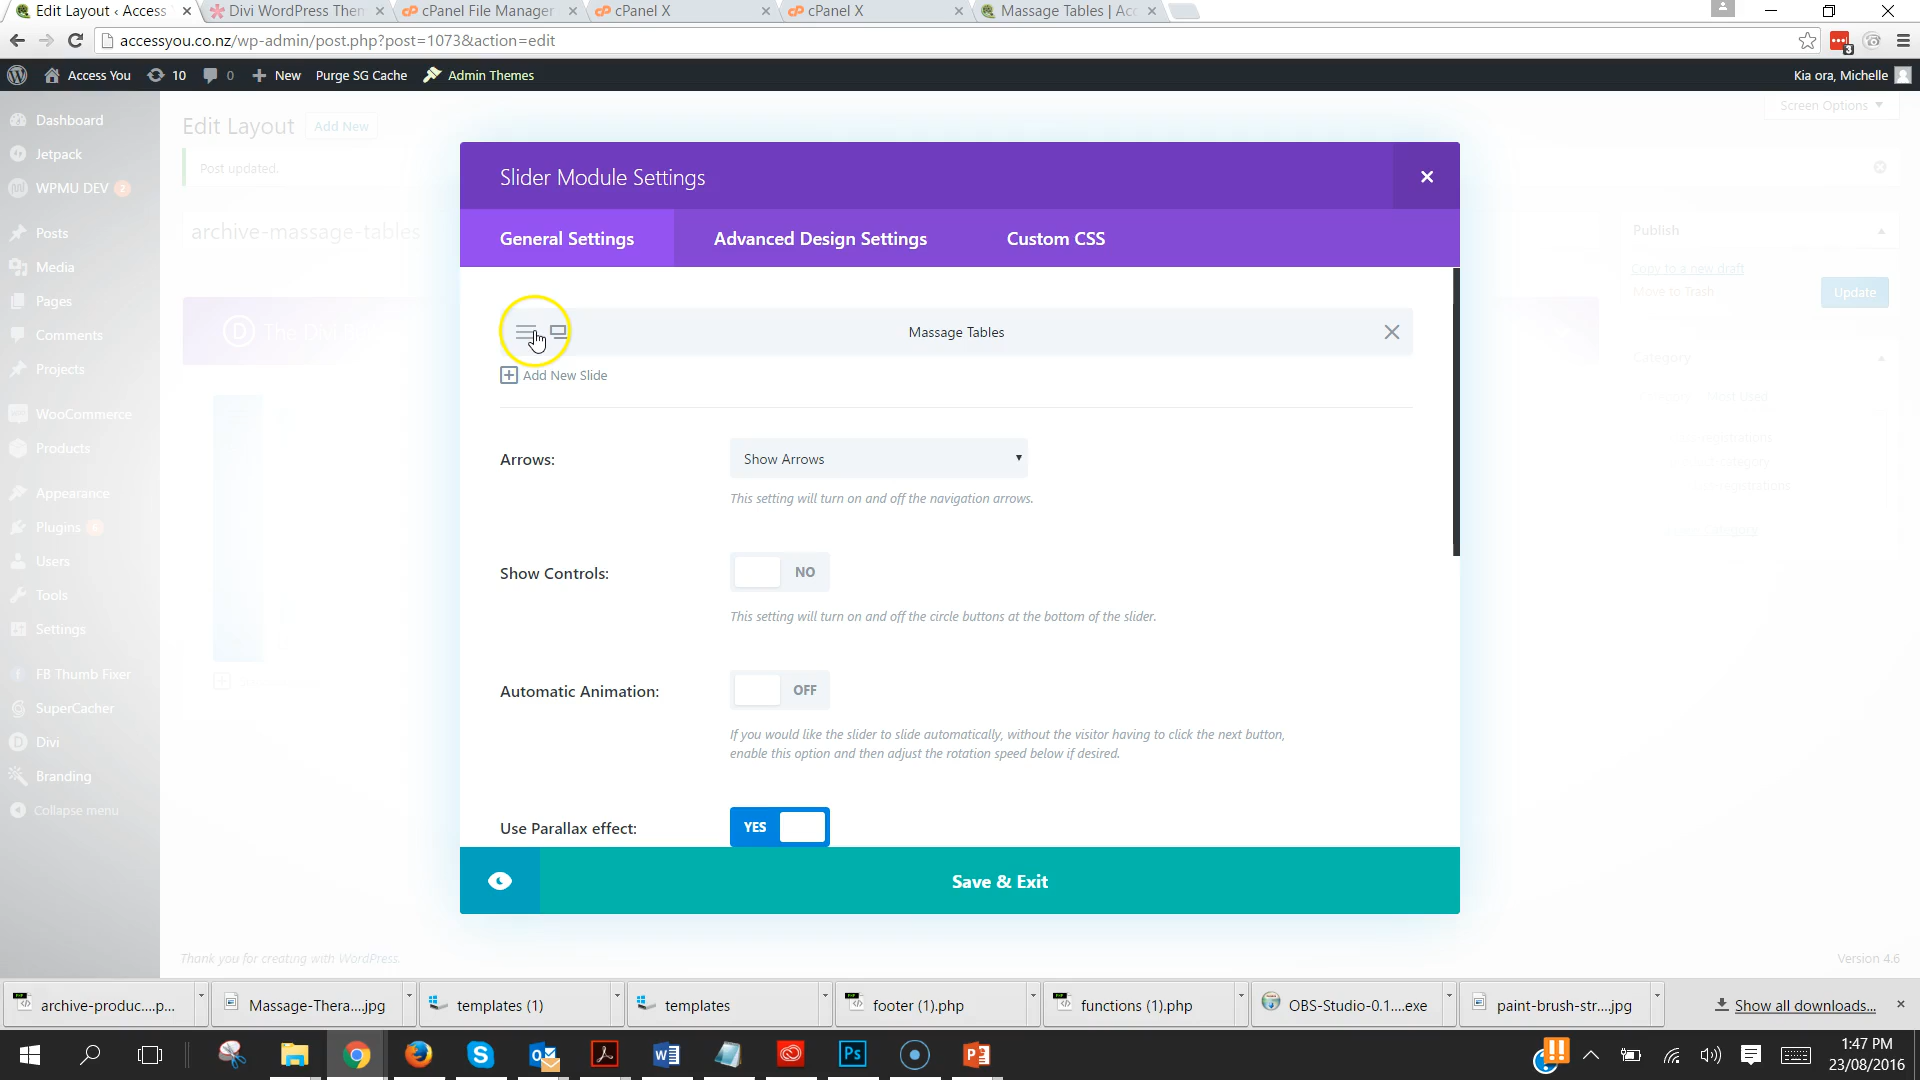 Edit Layout ‹ Access
Divi WordPress Them
cPanel File Manager
cPanel X
cPanel X
Massage Tables | Acc
accessyou.co.nz/wp-admin/post.php?post=1073&action=edit
3
Access You
10
0
New
Purge SG Cache
Admin Themes
Kia ora, Michelle
Dashboard
Jetpack
WPMU DEV 2
Posts
Media
Pages
Comments
Projects
WooCommerce
Products
Appearance
Plugins
Users
Tools
Settings
FB Thumb Fixer
SuperCacher
Divi
Branding
Collapse menu
Edit Layout
Add New
Screen Options
Post updated.
archive-massage-tables
The Divi
Publish
Copy to a new draft
Move to Trash
Update
Category
Most Used
Slider Module Settings
General Settings
Advanced Design Settings
Custom CSS
Massage Tables
Add New Slide
Arrows:
Show Arrows
This setting will turn on and off the navigation arrows.
Show Controls:
NO
This setting will turn on and off the circle buttons at the bottom of the slider.
Automatic Animation:
OFF
If you would like the slider to slide automatically, without the visitor having to click the next button,
enable this option and then adjust the rotation speed below if desired.
Use Parallax effect:
YES
Save & Exit
Thank you for creating with WordPress.
Version 4.6
archive-produc....p...
Massage-Thera....jpg
templates (1)
templates
footer (1).php
functions (1).php
OBS-Studio-0.1....exe
paint-brush-str....jpg
Show all downloads...
1:47 PM
23/08/2016